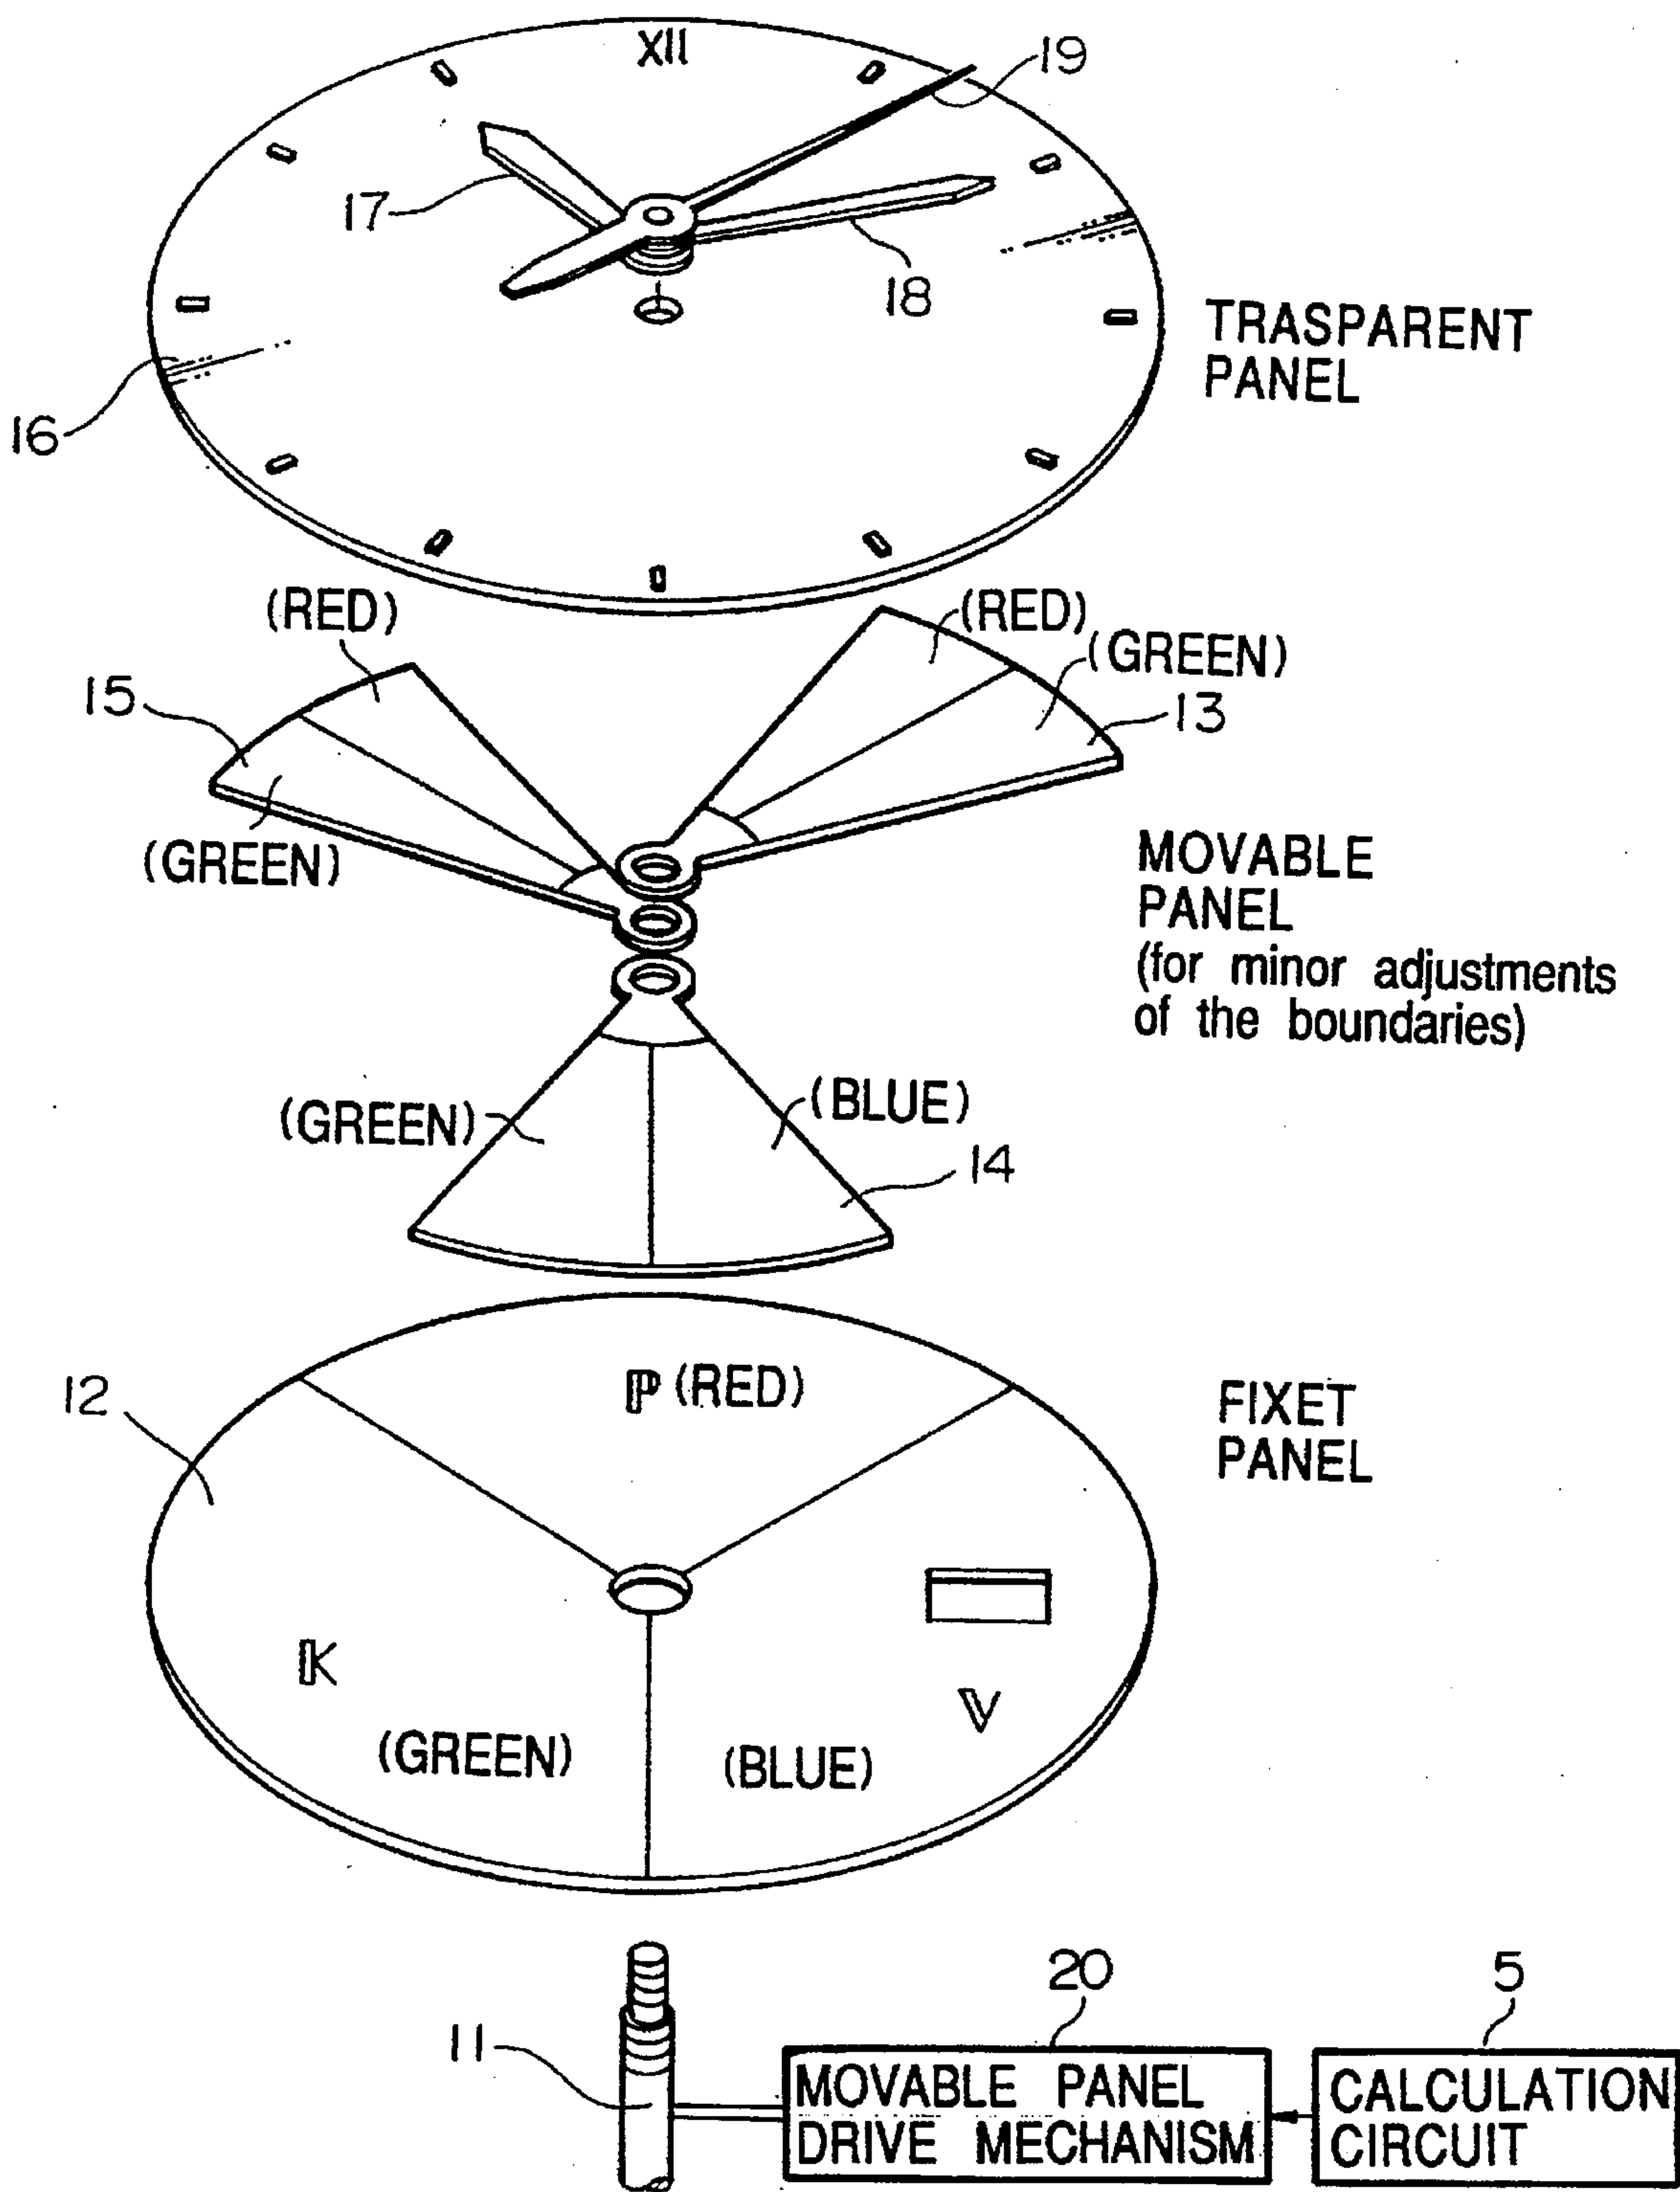 XII
19
17
18
TRASPARENT
PANEL
16
(RED)
(RED)
(GREEN)
15
13
(GREEN)
MOVABLE
PANEL
(for minor adjustments
of the boundaries)
(GREEN)
(BLUE)
14
12
P (RED)
FIXET
PANEL
K
V
(GREEN)
(BLUE)
20
5
11
MOVABLE PANEL
DRIVE MECHANISM
CALCULATION
CIRCUIT